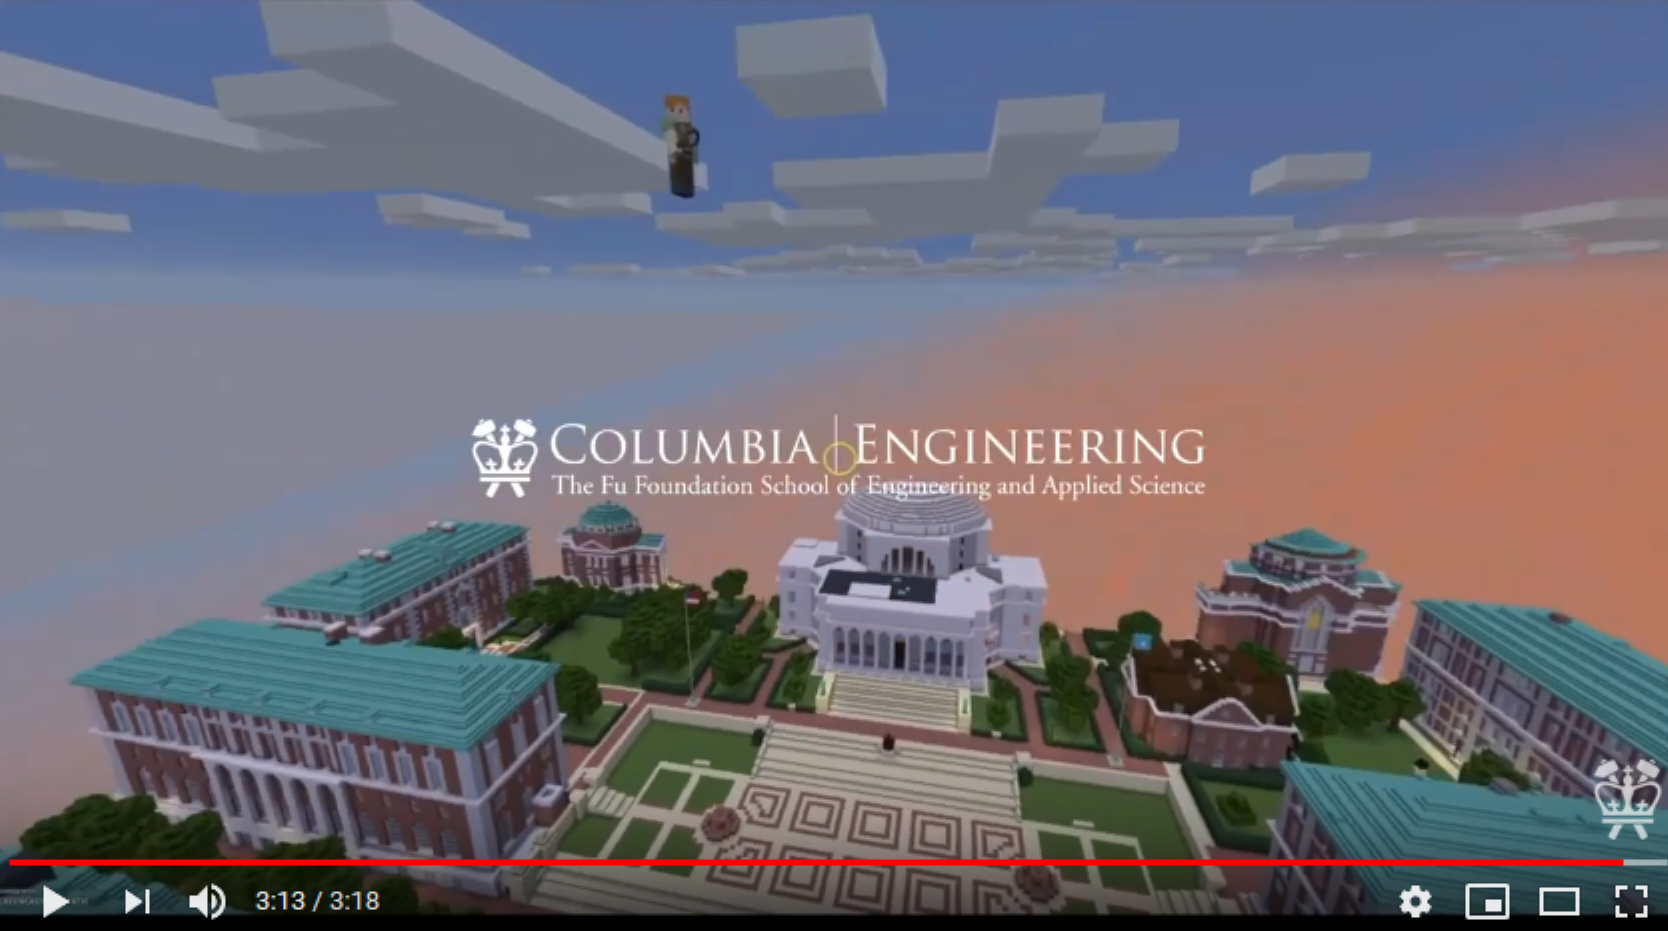 COLUMBIA | ENGINEERING
The Fu Foundation School of Engineering and Applied Science
3:13 / 3:18